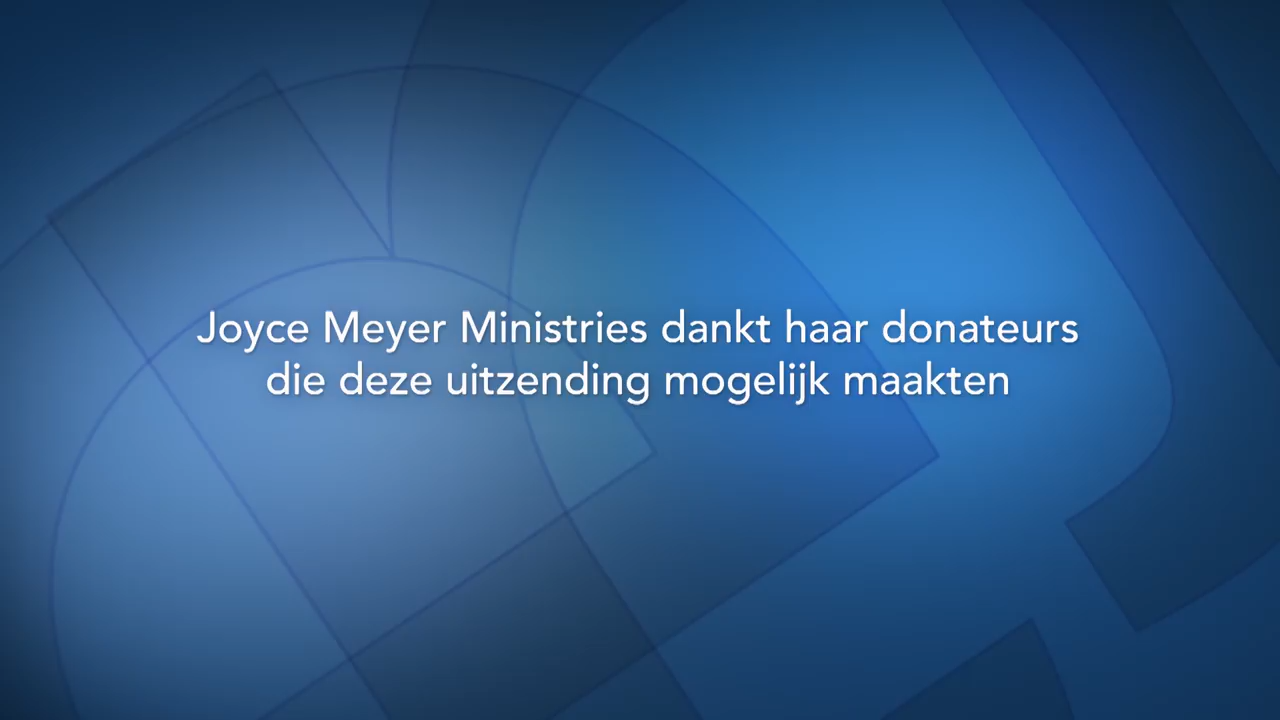 Joyce Meyer Ministries dankt haar donateurs
die deze uitzending mogelijk maakten